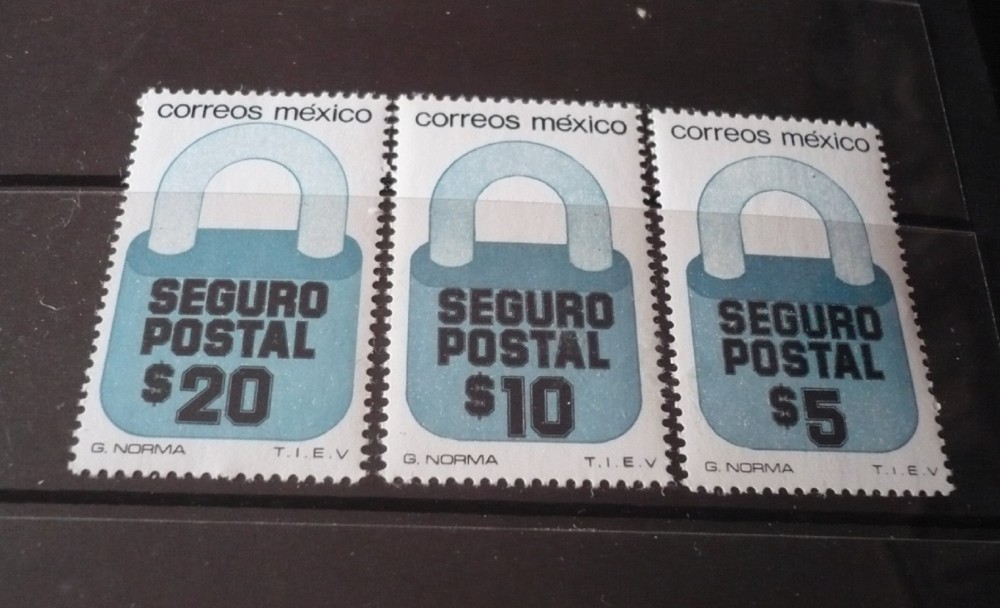 correos méxico
SEGURO
POSTAL
$20
G. NORMA T.I.E.V
correos méxico
SEGURO
POSTAL
$10
G. NORMA T.I.E.V
correos méxico
SEGURO
POSTAL
$5
G. NORMA T.I.E.V